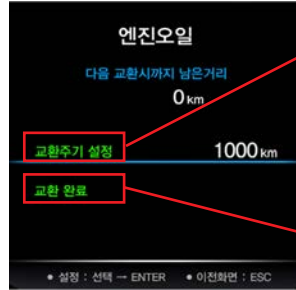 엔진오일
다음 교환시까지 남은거리
0 km
교환주기 설정 1000 km
교환 완료
• 설정 : 선택 → ENTER • 이전화면 : ESC